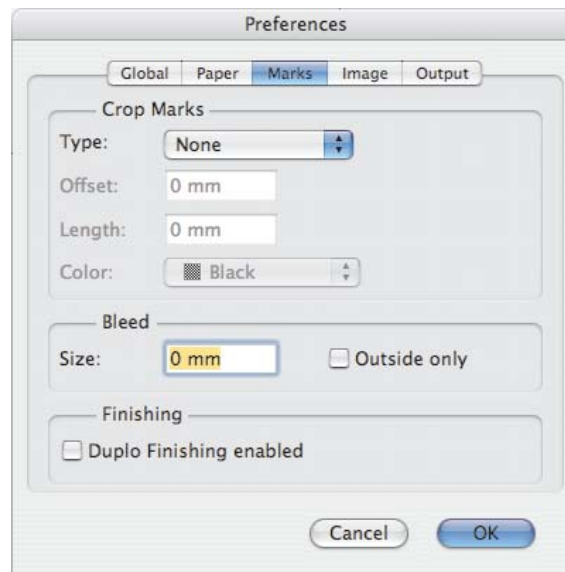 Preferences
Global Paper Marks Image Output
Crop Marks
Type: None
Offset: 0 mm
Length: 0 mm
Color: Black
Bleed
Size: 0 mm Outside only
Finishing
Duplo Finishing enabled
Cancel OK